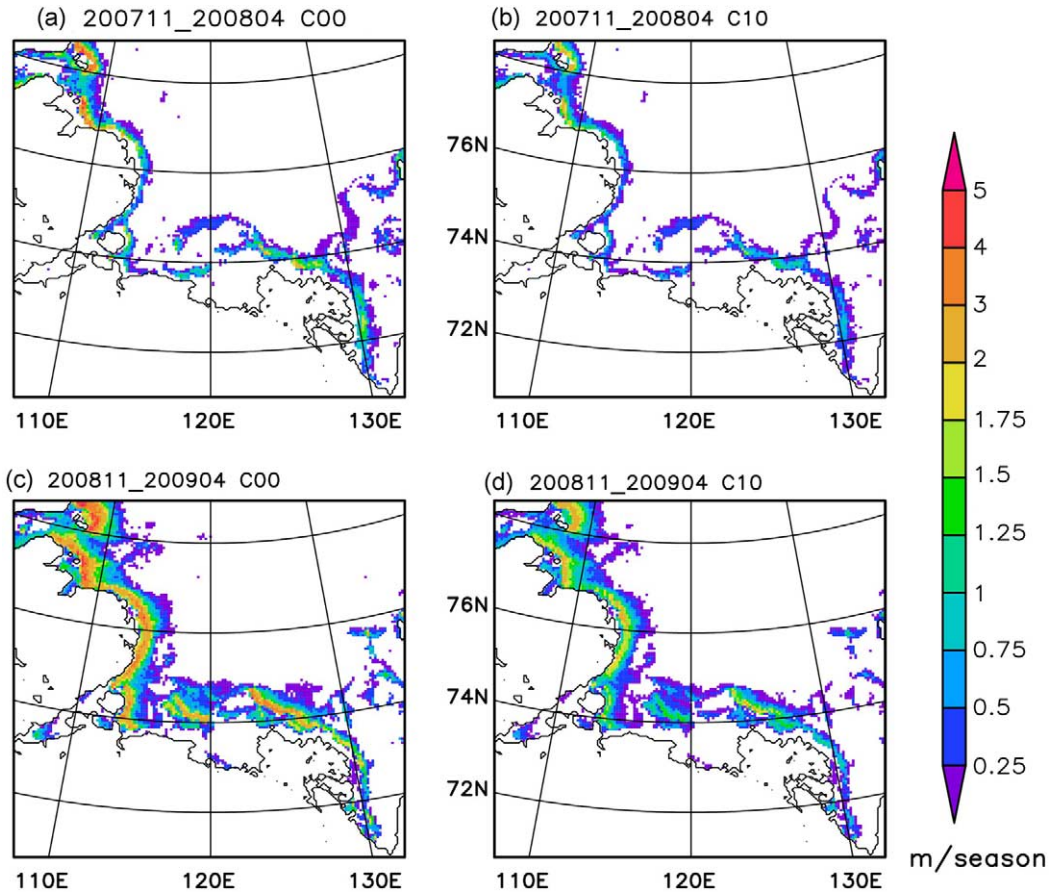 (a) 200711_200804 C00
(b) 200711_200804 C10
76N
74N
72N
110E 120E 130E
110E 120E 130E
(c) 200811_200904 C00
(d) 200811_200904 C10
76N
74N
72N
110E 120E 130E
110E 120E 130E
5
4
3
2
1.75
1.5
1.25
1
0.75
0.5
0.25
m/season